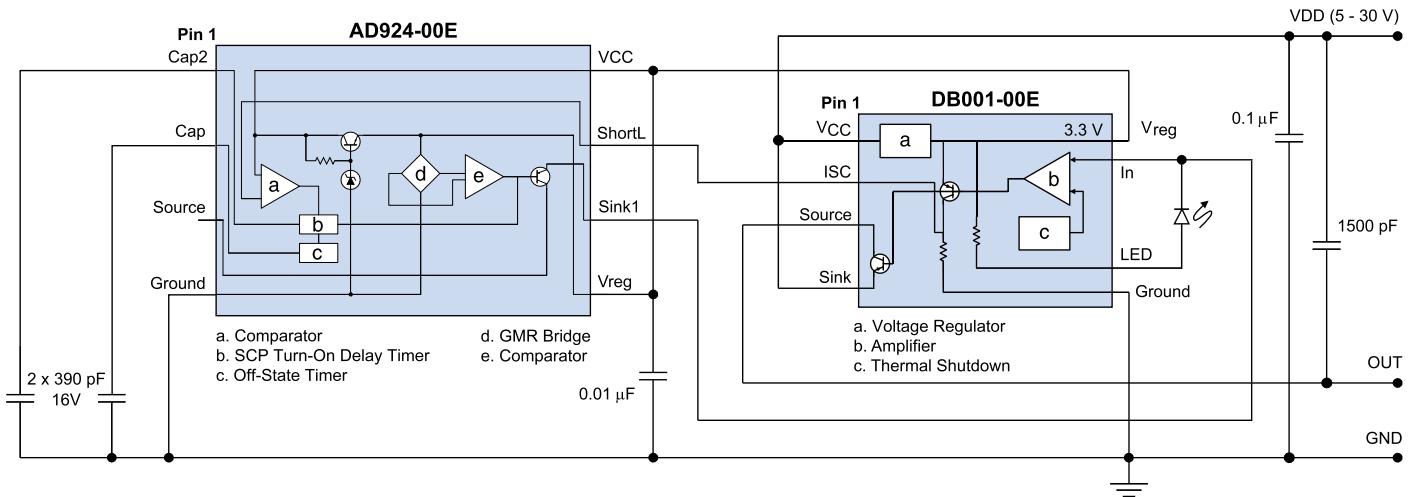 VDD (5 - 30 V)
AD924-00E
Pin 1
Cap2
VCC
Cap
ShortL
Source
Sink1
Ground
Vreg
a
b
c
d
e
a. Comparator
b. SCP Turn-On Delay Timer
c. Off-State Timer
d. GMR Bridge
e. Comparator
2 x 390 pF
16V
0.01 μF
DB001-00E
Pin 1
VCC
3.3 V
Vreg
ISC
In
Source
LED
Sink
Ground
a
b
c
a. Voltage Regulator
b. Amplifier
c. Thermal Shutdown
0.1 μF
1500 pF
OUT
GND